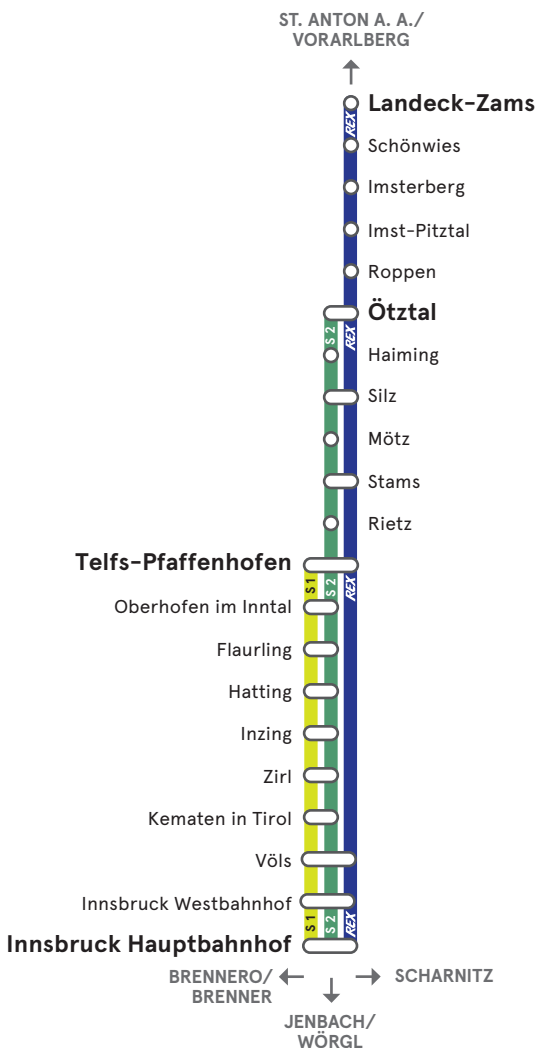 ST. ANTON A. A./
VORARLBERG
Landeck-Zams
REX
Schönwies
Imsterberg
Imst-Pitztal
Roppen
Ötztal
S 2 REX
Haiming
Silz
Mötz
Stams
Rietz
Telfs-Pfaffenhofen
S 1 S 2 REX
Oberhofen im Inntal
Flaurling
Hatting
Inzing
Zirl
Kematen in Tirol
Völs
Innsbruck Westbahnhof
S 1 S 2 REX
Innsbruck Hauptbahnhof
BRENNERO/
BRENNER
SCHARNITZ
JENBACH/
WÖRGL